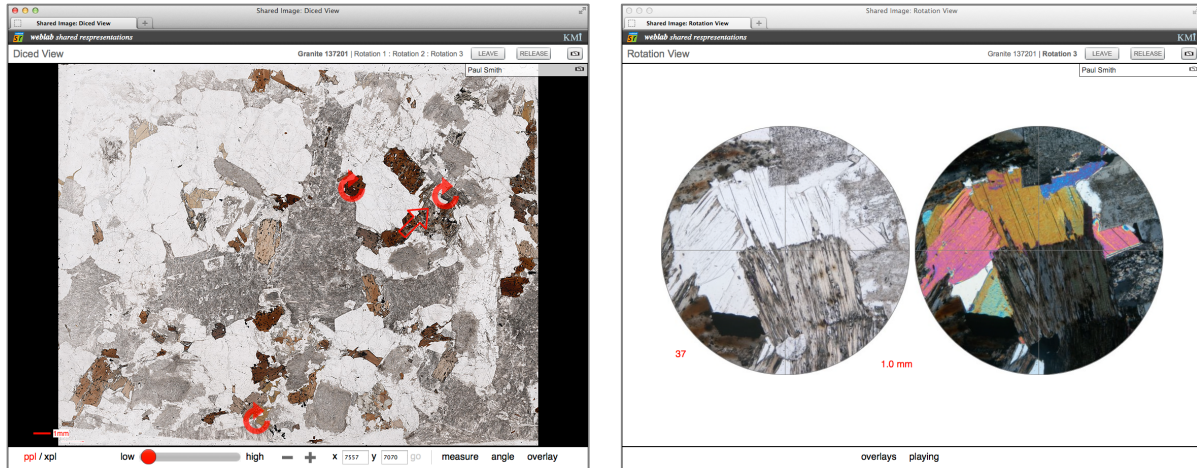 Shared Image: Diced View
Shared Image: Diced View
weblab shared respresentations
KMi
Diced View
Granite 137201 | Rotation 1 : Rotation 2 : Rotation 3
LEAVE
RELEASE
Paul Smith
1mm
ppl / xpl
low
high
x 7557 y 7070 go
measure
angle
overlay
Shared Image: Rotation View
Shared Image: Rotation View
weblab shared respresentations
KMi
Rotation View
Granite 137201 | Rotation 3
LEAVE
RELEASE
Paul Smith
37
1.0 mm
overlays
playing